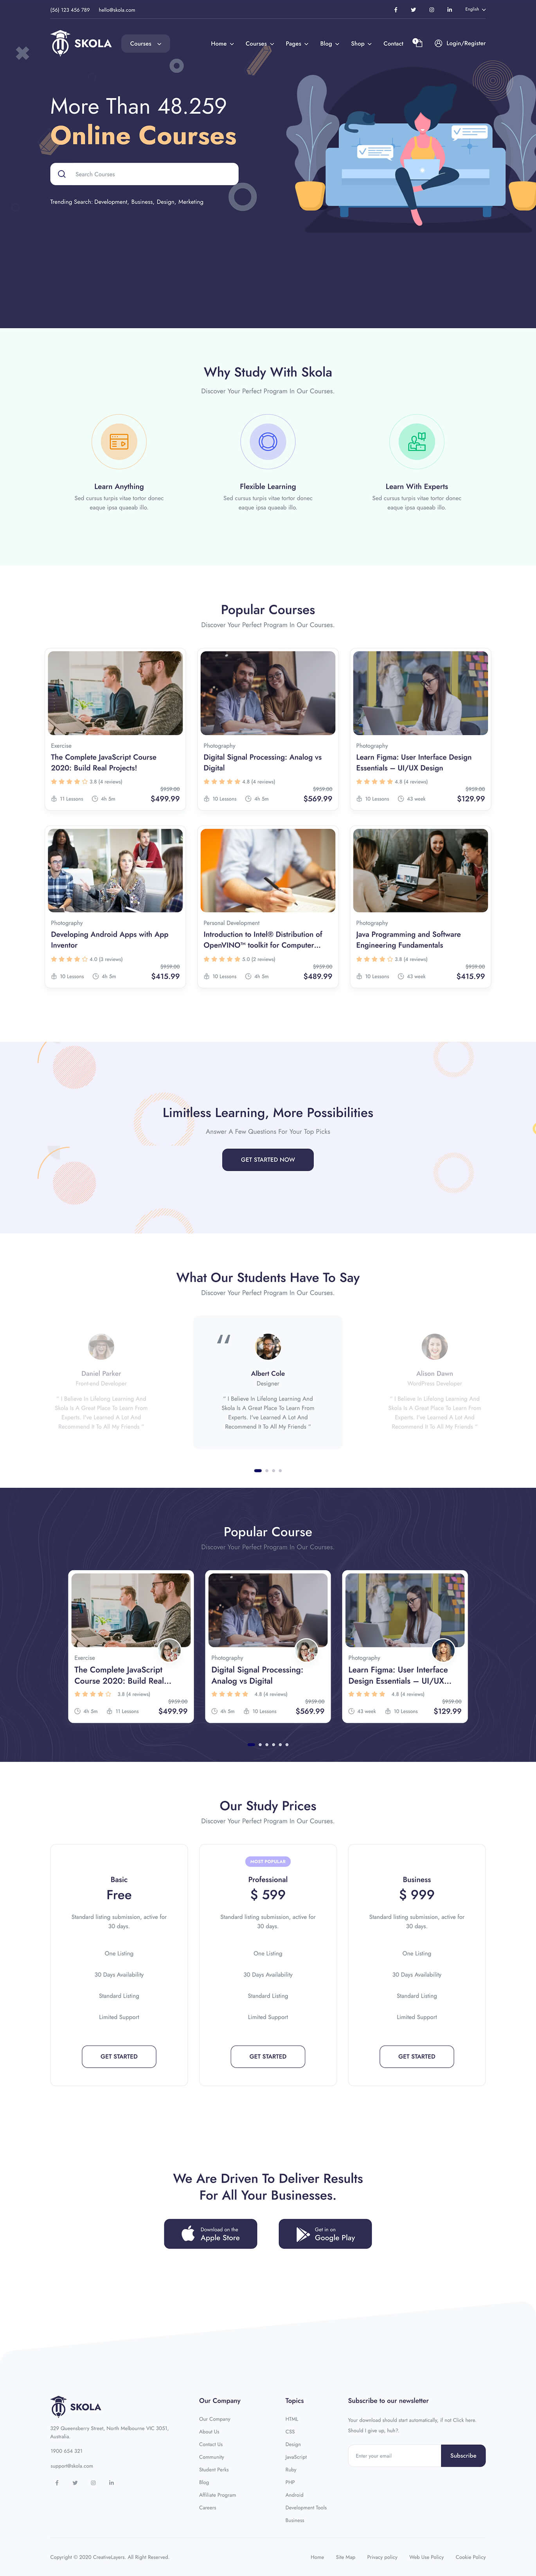 (56) 123 456 789 hello@skola.com English
SKOLA Courses Home Courses Pages Blog Shop Contact Login/Register
More Than 48.259
Online Courses
Search Courses
Trending Search: Development, Business, Design, Merketing
Why Study With Skola
Discover Your Perfect Program In Our Courses.
Learn Anything
Sed cursus turpis vitae tortor donec
eaque ipsa quaeab illo.
Flexible Learning
Sed cursus turpis vitae tortor donec
eaque ipsa quaeab illo.
Learn With Experts
Sed cursus turpis vitae tortor donec
eaque ipsa quaeab illo.
Popular Courses
Discover Your Perfect Program In Our Courses.
Exercise
The Complete JavaScript Course
2020: Build Real Projects!
3.8 (4 reviews)
$959.00
11 Lessons 4h 5m $499.99
Photography
Digital Signal Processing: Analog vs
Digital
4.8 (4 reviews)
$959.00
10 Lessons 4h 5m $569.99
Photography
Learn Figma: User Interface Design
Essentials – UI/UX Design
4.8 (4 reviews)
$959.00
10 Lessons 43 week $129.99
Photography
Developing Android Apps with App
Inventor
4.0 (3 reviews)
$959.00
10 Lessons 4h 5m $415.99
Personal Development
Introduction to Intel® Distribution of
OpenVINO™ toolkit for Computer...
5.0 (3 reviews)
$959.00
10 Lessons 4h 5m $489.99
Photography
Java Programming and Software
Engineering Fundamentals
3.8 (4 reviews)
$959.00
10 Lessons 43 week $415.99
Limitless Learning, More Possibilities
Answer A Few Questions For Your Top Picks
GET STARTED NOW
What Our Students Have To Say
Discover Your Perfect Program In Our Courses.
Daniel Parker
Front-end Developer
" I Believe In Lifelong Learning And
Skola Is A Great Place To Learn From
Experts. I've Learned A Lot And
Recommend It To All My Friends "
Albert Cole
Designer
" I Believe In Lifelong Learning And
Skola Is A Great Place To Learn From
Experts. I've Learned A Lot And
Recommend It To All My Friends "
Alison Dawn
WordPress Developer
" I Believe In Lifelong Learning And
Skola Is A Great Place To Learn From
Experts. I've Learned A Lot And
Recommend It To All My Friends "
Popular Course
Discover Your Perfect Program In Our Courses.
Exercise
The Complete JavaScript
Course 2020: Build Real...
3.8 (4 reviews)
$959.00
4h 5m 11 Lessons $499.99
Photography
Digital Signal Processing:
Analog vs Digital
4.8 (4 reviews)
$959.00
4h 5m 10 Lessons $569.99
Photography
Learn Figma: User Interface
Design Essentials – UI/UX...
4.8 (4 reviews)
$959.00
43 week 10 Lessons $129.99
Our Study Prices
Discover Your Perfect Program In Our Courses.
Basic
Free
Standard listing submission, active for
30 days.
One Listing
30 Days Availability
Standard Listing
Limited Support
GET STARTED
MOST POPULAR
Professional
$ 599
Standard listing submission, active for
30 days.
One Listing
30 Days Availability
Standard Listing
Limited Support
GET STARTED
Business
$ 999
Standard listing submission, active for
30 days.
One Listing
30 Days Availability
Standard Listing
Limited Support
GET STARTED
We Are Driven To Deliver Results
For All Your Businesses.
Download on the
Apple Store
Get in on
Google Play
SKOLA
329 Queensberry Street, North Melbourne VIC 3051,
Australia.
1900 654 321
support@skola.com
Our Company
Our Company
About Us
Contact Us
Community
Student Perks
Blog
Affiliate Program
Careers
Topics
HTML
CSS
Design
JavaScript
Ruby
PHP
Android
Development Tools
Business
Subscribe to our newsletter
Your download should start automatically, if not Click here.
Should I give up, huh?.
Enter your email Subscribe
Copyright © 2020 CreativeLayers. All Right Reserved. Home Site Map Privacy policy Web Use Policy Cookie Policy